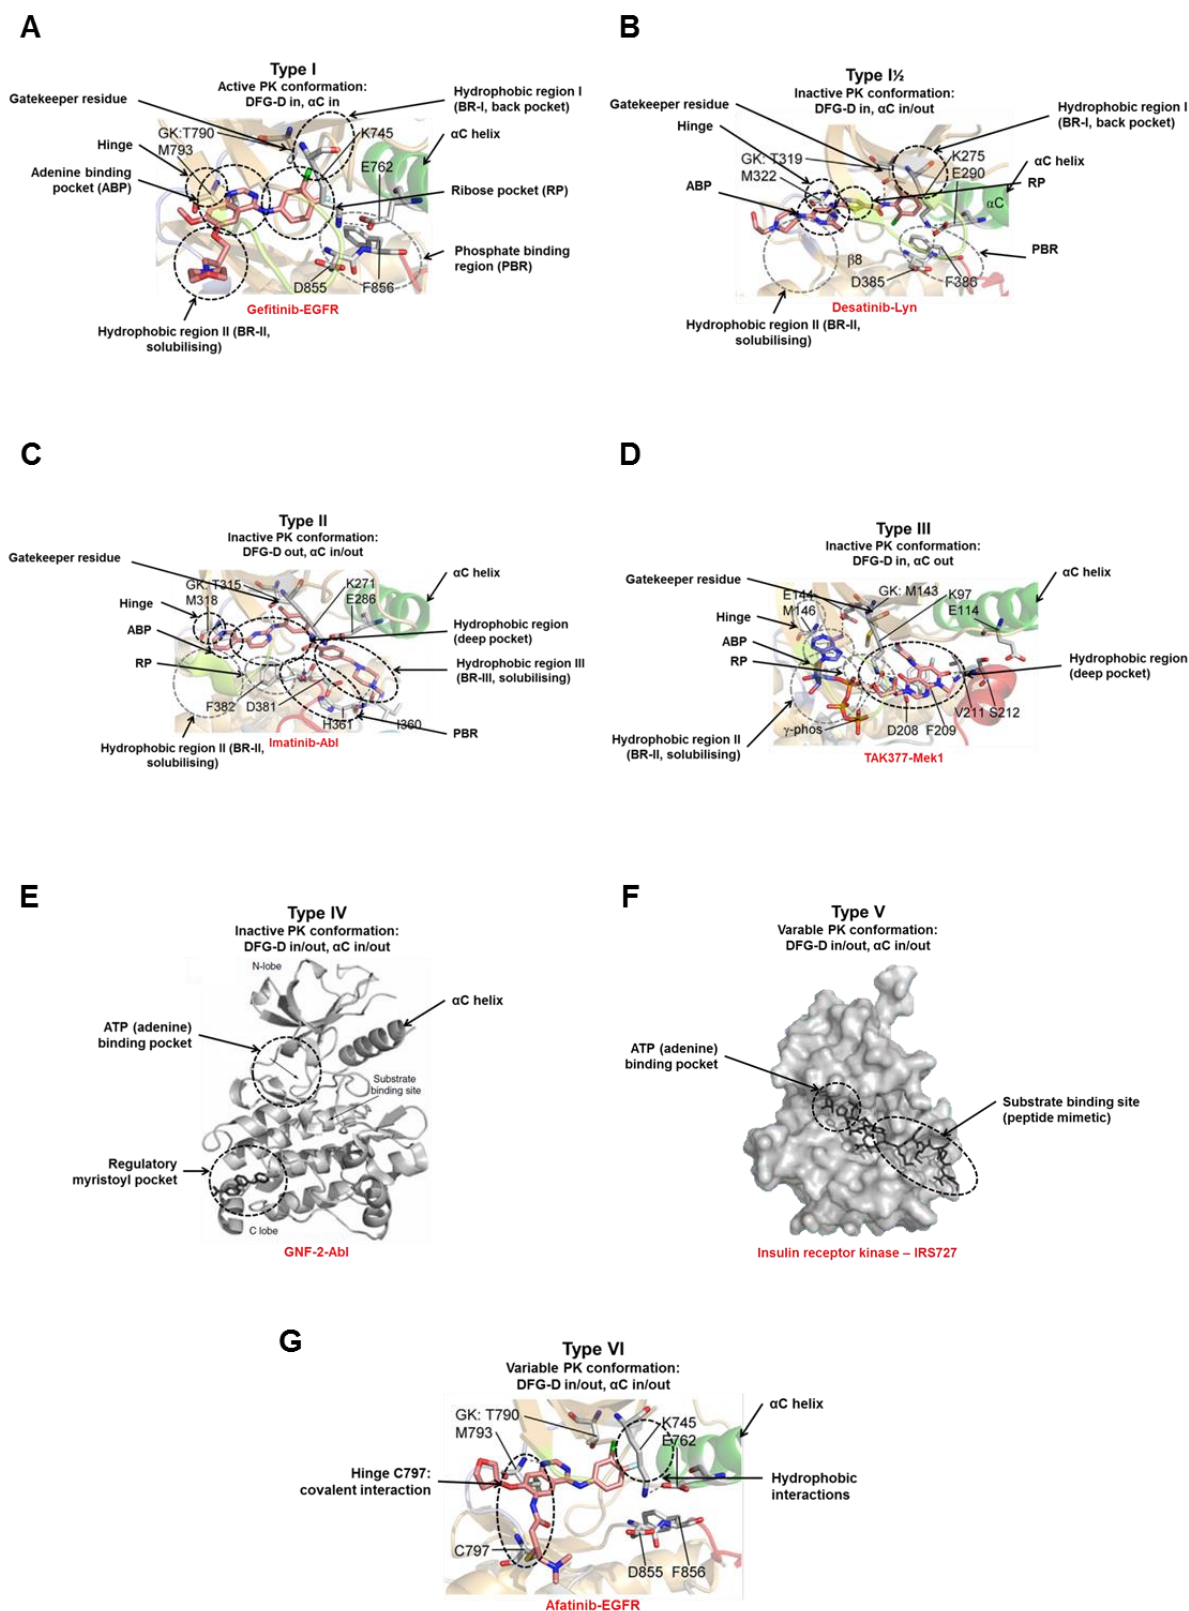 A
Type I
Active PK conformation:
DFG-D in, αC in
Gatekeeper residue
Hydrophobic region I
(BR-I, back pocket)
GK:T790
K745
αC helix
Hinge
M793
E762
Adenine binding
pocket (ABP)
Ribose pocket (RP)
Phosphate binding
region (PBR)
D855
F856
Gefitinib-EGFR
Hydrophobic region II (BR-II,
solubilising)
B
Type I½
Inactive PK conformation:
DFG-D in, αC in/out
Gatekeeper residue
Hydrophobic region I
(BR-I, back pocket)
Hinge
GK: T319
K275
M322
E290
αC helix
ABP
RP
αC
PBR
β8
D385
F386
Desatinib-Lyn
Hydrophobic region II (BR-II,
solubilising)
C
Type II
Inactive PK conformation:
DFG-D out, αC in/out
Gatekeeper residue
GK: T315
K271
αC helix
Hinge
M318
E286
ABP
Hydrophobic region
(deep pocket)
RP
Hydrophobic region III
(BR-III, solubilising)
F382
D381
H361
I360
PBR
Imatinib-Abl
Hydrophobic region II (BR-II,
solubilising)
D
Type III
Inactive PK conformation:
DFG-D in, αC out
Gatekeeper residue
αC helix
E144
GK: M143
K97
Hinge
M146
E114
ABP
RP
Hydrophobic region
(deep pocket)
V211
S212
γ-phos
D208
F209
Hydrophobic region II
(BR-II, solubilising)
TAK377-Mek1
E
Type IV
Inactive PK conformation:
DFG-D in/out, αC in/out
N-lobe
αC helix
ATP (adenine)
binding pocket
Substrate
binding site
Regulatory
myristoyl pocket
C lobe
GNF-2-Abl
F
Type V
Varable PK conformation:
DFG-D in/out, αC in/out
ATP (adenine)
binding pocket
Substrate binding site
(peptide mimetic)
Insulin receptor kinase – IRS727
G
Type VI
Variable PK conformation:
DFG-D in/out, αC in/out
GK: T790
K745
αC helix
M793
E762
Hinge C797:
covalent interaction
Hydrophobic
interactions
C797
D855
F856
Afatinib-EGFR